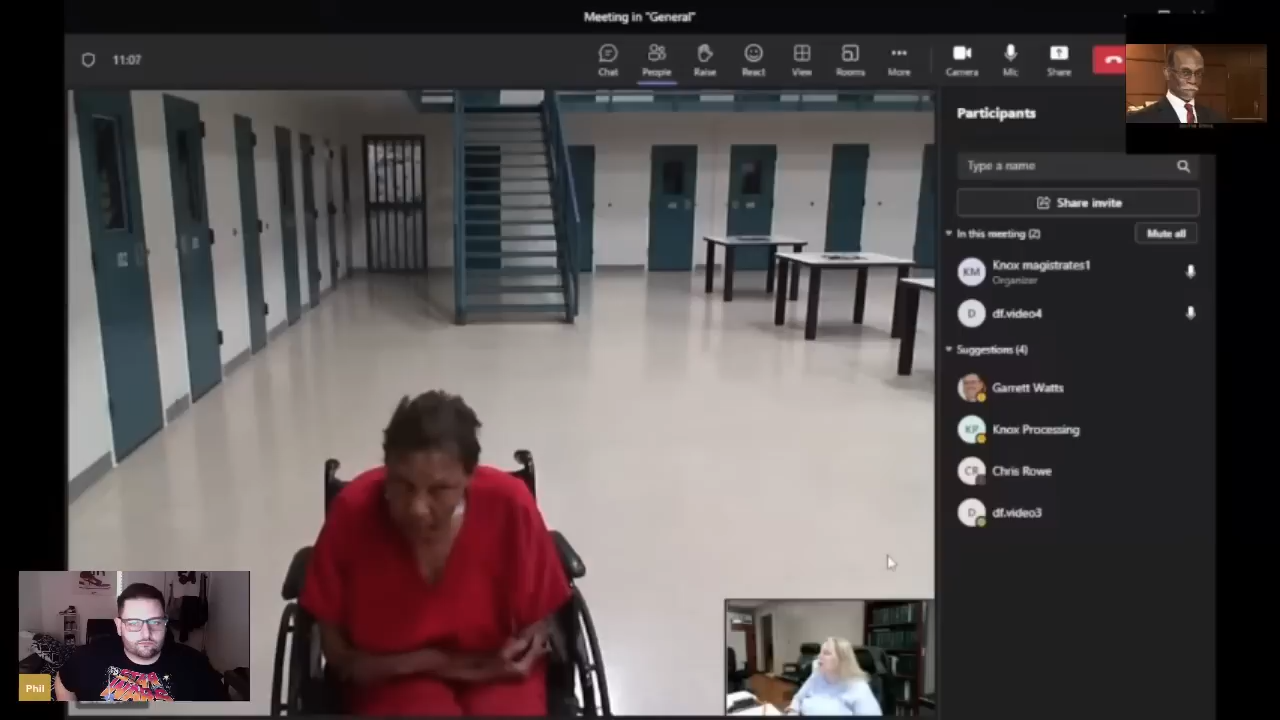 Meeting in "General"
11:07
Chat
People
Raise
React
View
Rooms
More
Camera
Mic
Share
Participants
Type a name
Share invite
In this meeting (2)
Mute all
KM
Knox magistrates1
Organizer
D
df.video4
Suggestions (4)
Garrett Watts
KP
Knox Processing
CR
Chris Rowe
D
df.video3
STAR
WARS
Phil